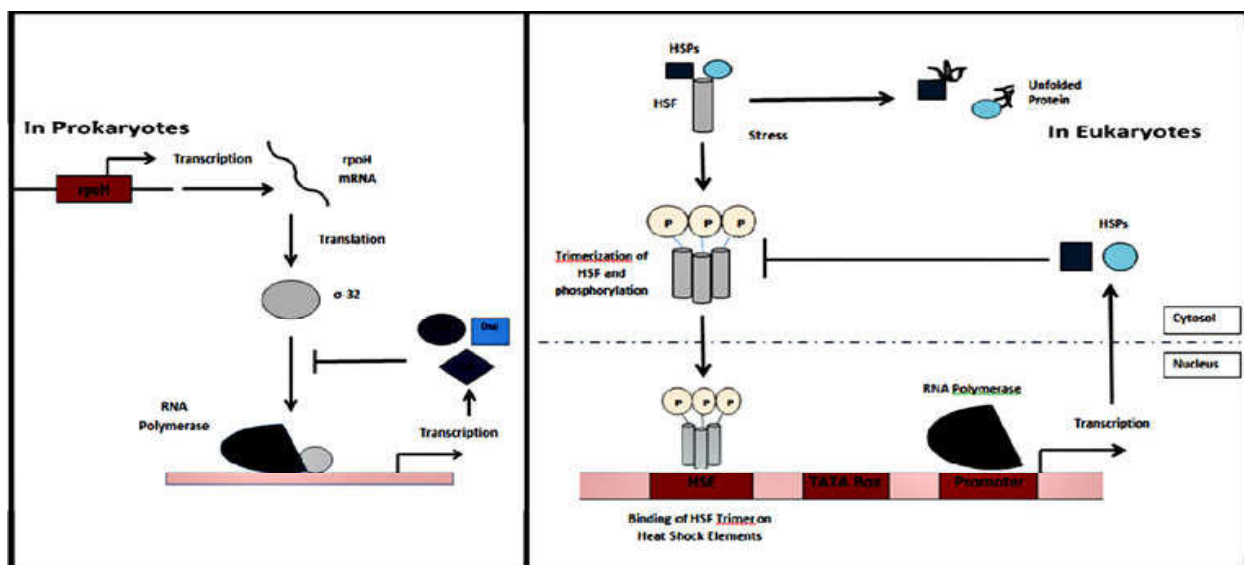 In Prokaryotes
rpoH
Transcription
rpoH
mRNA
Translation
σ-32
RNA
Polymerase
Transcription
HSPs
HSF
Stress
Unfolded
Protein
In Eukaryotes
P P P
Trimerization of
HSF and
phosphorylation
HSPs
Cytosol
Nucleus
P P P
RNA Polymerase
Transcription
HSE
TATA Box
Promoter
Binding of HSF Trimer on
Heat Shock Elements